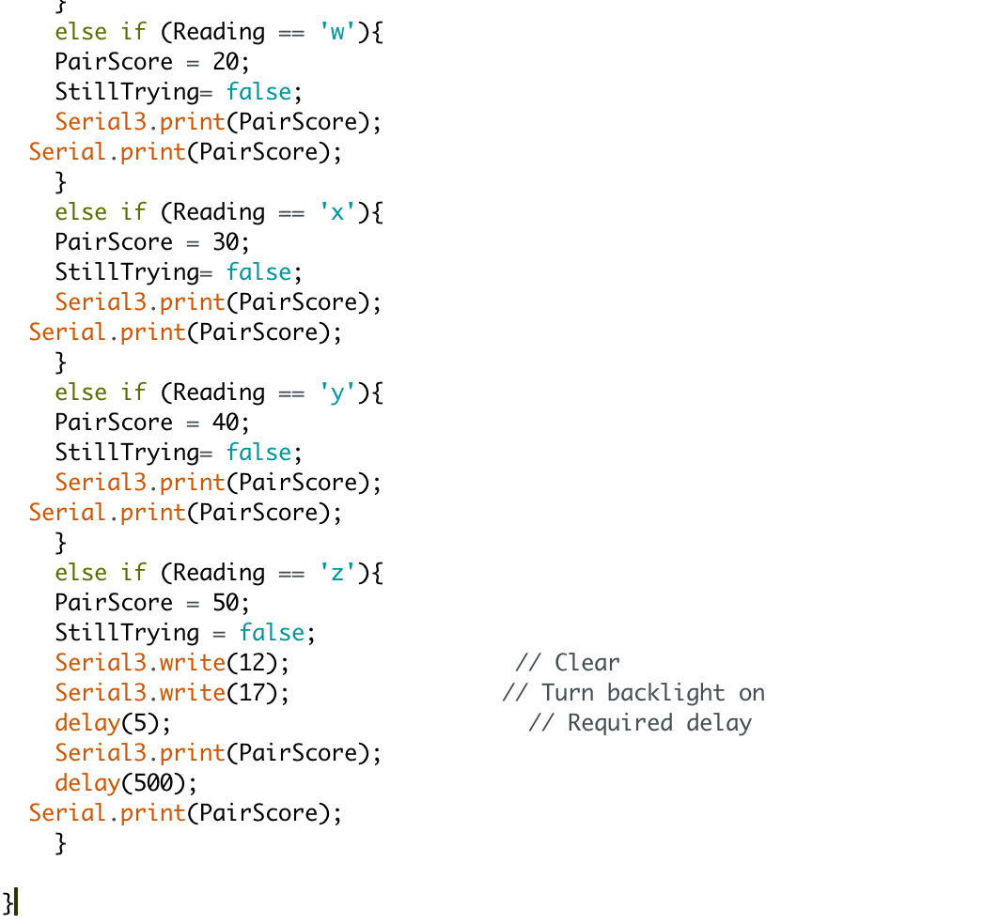 }
else if (Reading == 'w'){
PairScore = 20;
StillTrying= false;
Serial3.print(PairScore);
Serial.print(PairScore);
}
else if (Reading == 'x'){
PairScore = 30;
StillTrying= false;
Serial3.print(PairScore);
Serial.print(PairScore);
}
else if (Reading == 'y'){
PairScore = 40;
StillTrying= false;
Serial3.print(PairScore);
Serial.print(PairScore);
}
else if (Reading == 'z'){
PairScore = 50;
StillTrying = false;
Serial3.write(12); // Clear
Serial3.write(17); // Turn backlight on
delay(5); // Required delay
Serial3.print(PairScore);
delay(500);
Serial.print(PairScore);
}
}